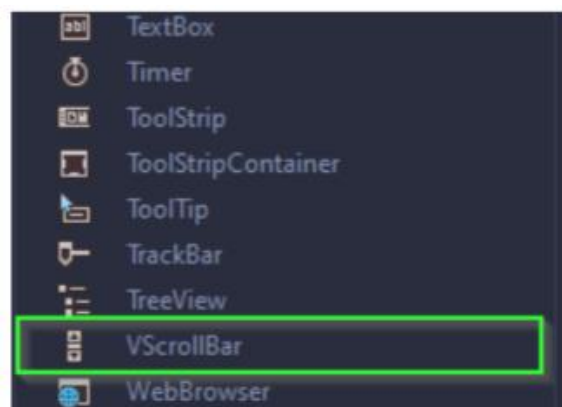 TextBox
Timer
ToolStrip
ToolStripContainer
ToolTip
TrackBar
TreeView
VScrollBar
WebBrowser